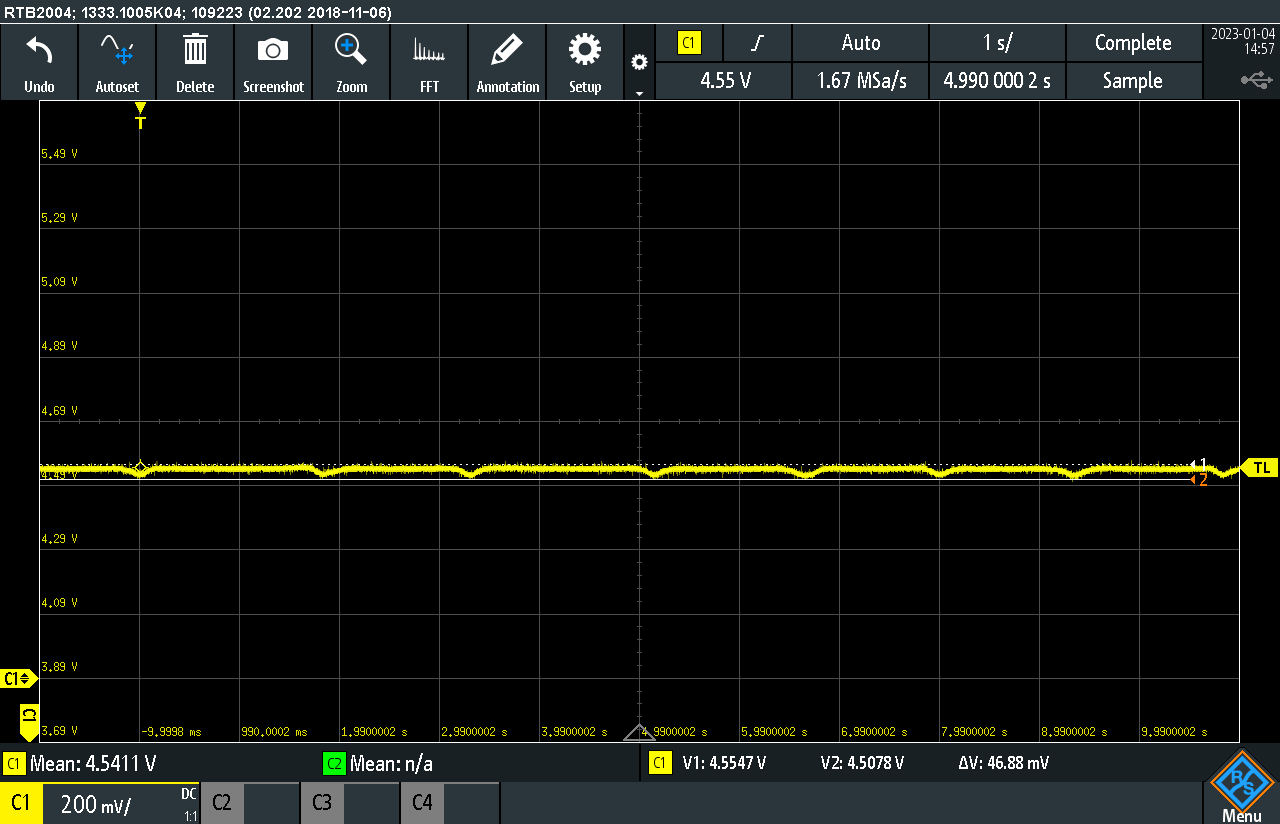 RTB2004; 1333.1005K04; 109223 (02.202 2018-11-06)
Undo Autoset Delete Screenshot Zoom FFT Annotation Setup
C1 Auto 1 s/ Complete
4.55 V 1.67 MSa/s 4.990 000 2 s Sample
2023-01-04
14:57
T
5.49 V
5.29 V
5.09 V
4.89 V
4.69 V
4.49 V
1
TL
2
4.29 V
4.09 V
3.89 V
C1
C1
3.69 V -9.9998 ms 990.0002 ms 1.9900002 s 2.9900002 s 3.9900002 s 4.9900002 s 5.9900002 s 6.9900002 s 7.9900002 s 8.9900002 s 9.9900002 s
C1 Mean: 4.5411 V C2 Mean: n/a C1 V1: 4.5547 V V2: 4.5078 V ΔV: 46.88 mV
C1 200 mV/ DC 1:1 C2 C3 C4
R S
Menu